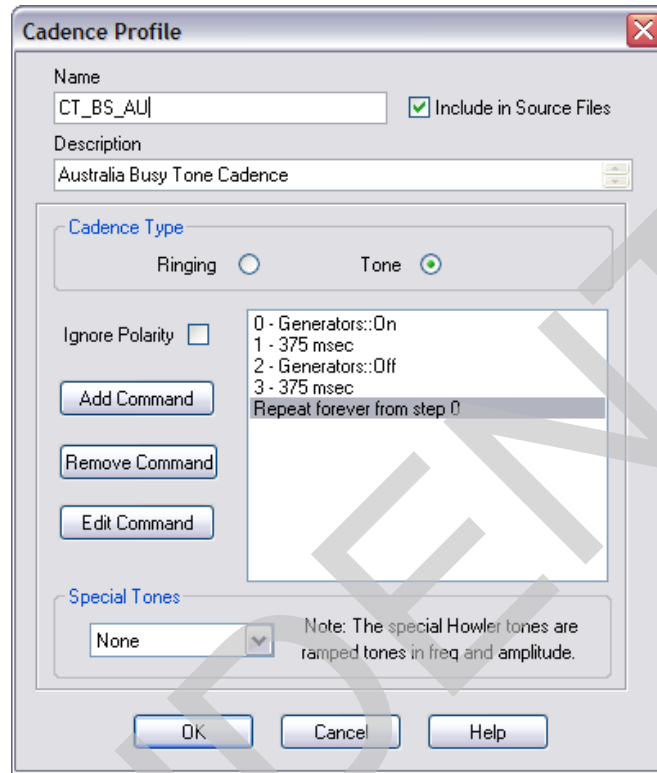 Cadence Profile
Name
CT_BS_AU
Include in Source Files
Description
Australia Busy Tone Cadence
Cadence Type
Ringing
Tone
Ignore Polarity
0 - Generators::On
1 - 375 msec
2 - Generators::Off
3 - 375 msec
Repeat forever from step 0
Add Command
Remove Command
Edit Command
Special Tones
None
Note: The special Howler tones are
ramped tones in freq and amplitude.
OK
Cancel
Help